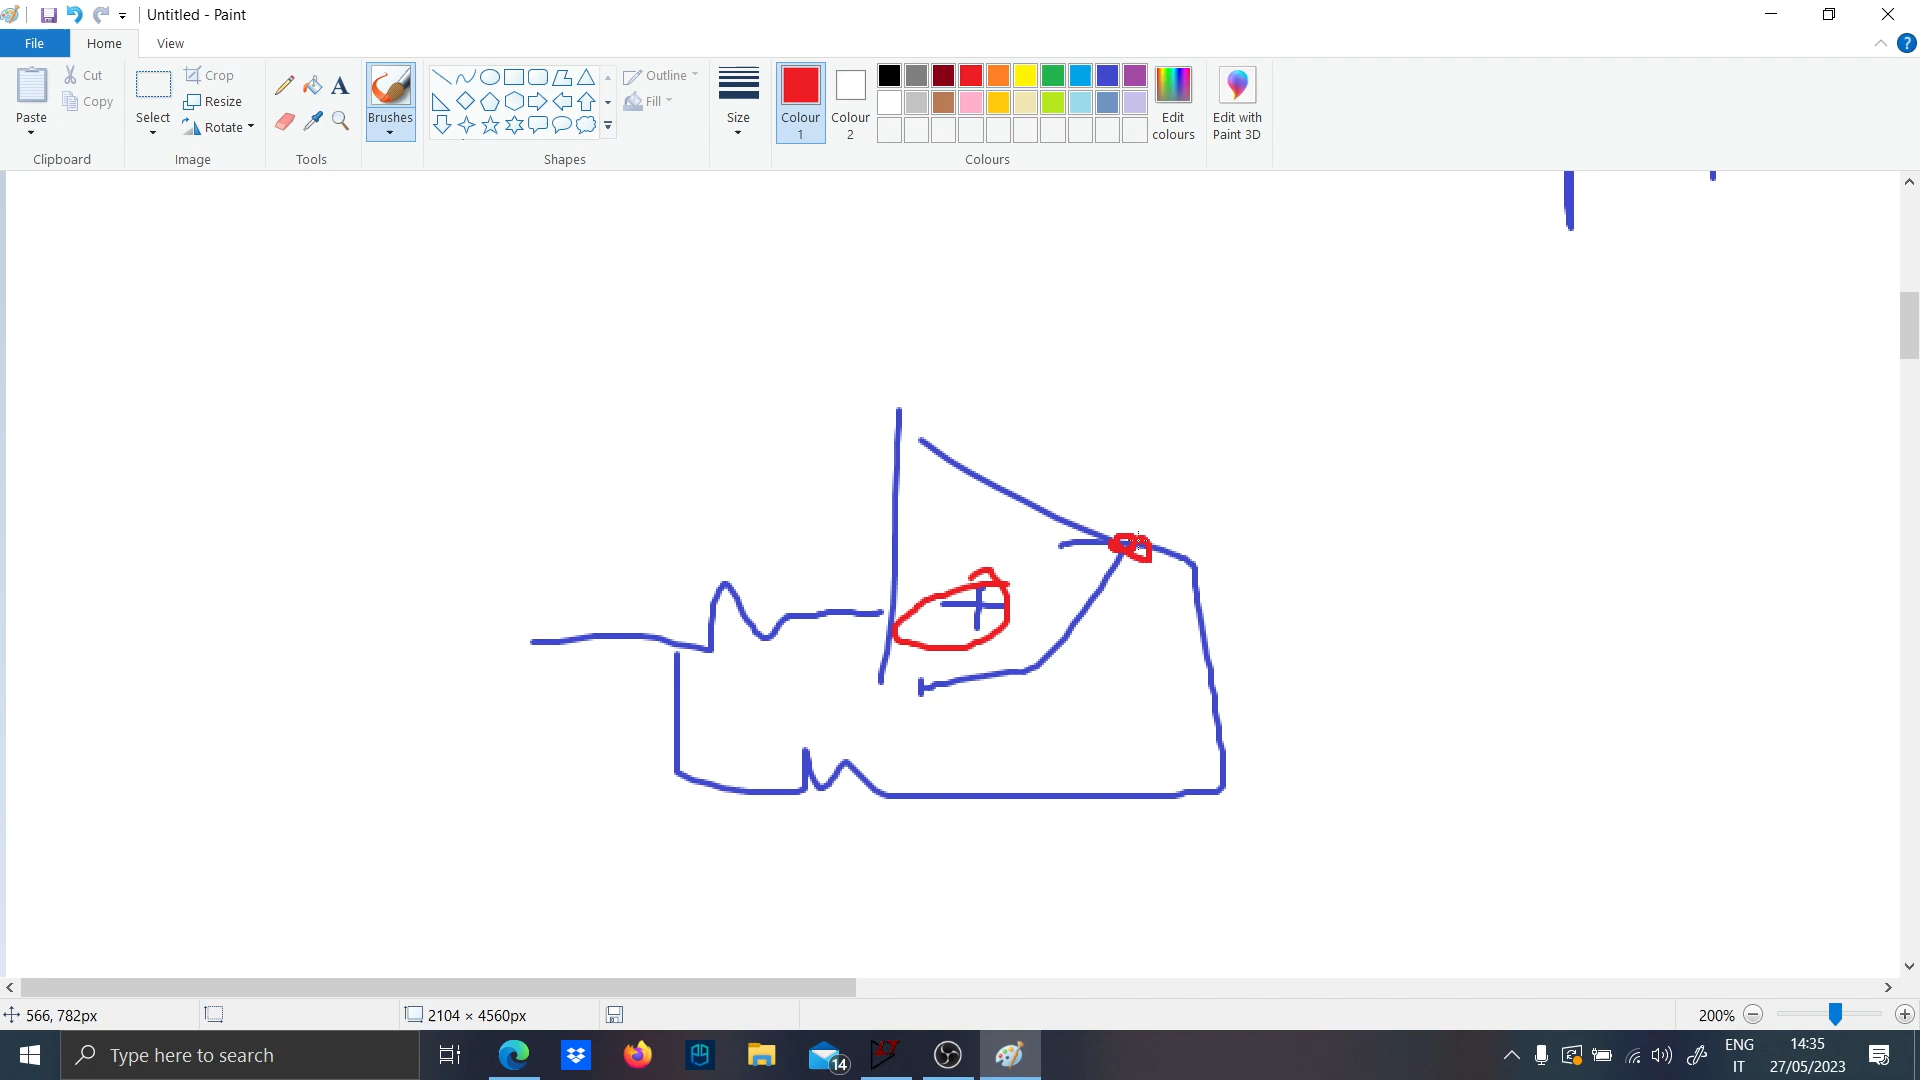 Untitled - Paint
File Home View
Paste
Cut
Copy
Clipboard
Select
Crop
Resize
Rotate
Image
A
Tools
Brushes
Shapes
Outline
Fill
Size
Colour 1
Colour 2
Colours
Edit colours
Edit with Paint 3D
?
566, 782px
2104 × 4560px
200%
Type here to search
14
ENG
IT
14:35
27/05/2023